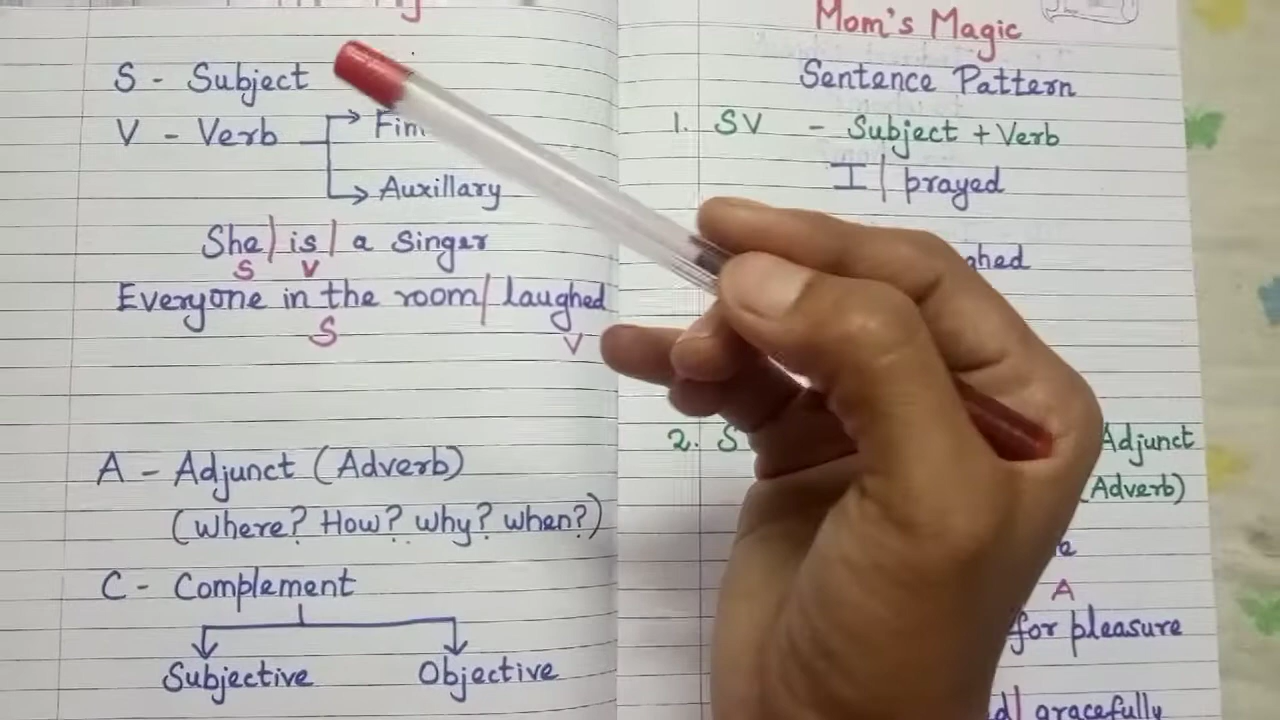 S - Subject
V - Verb
Auxillary
She | is | a singer
S V
Everyone in the room | laughed
S V
A - Adjunct (Adverb)
(where? How? why? when?)
C - Complement
Subjective Objective
Mom's Magic
Sentence Pattern
1. SV - Subject + Verb
I | prayed
2. S Adjunct
(Adverb)
A
for pleasure
gracefully